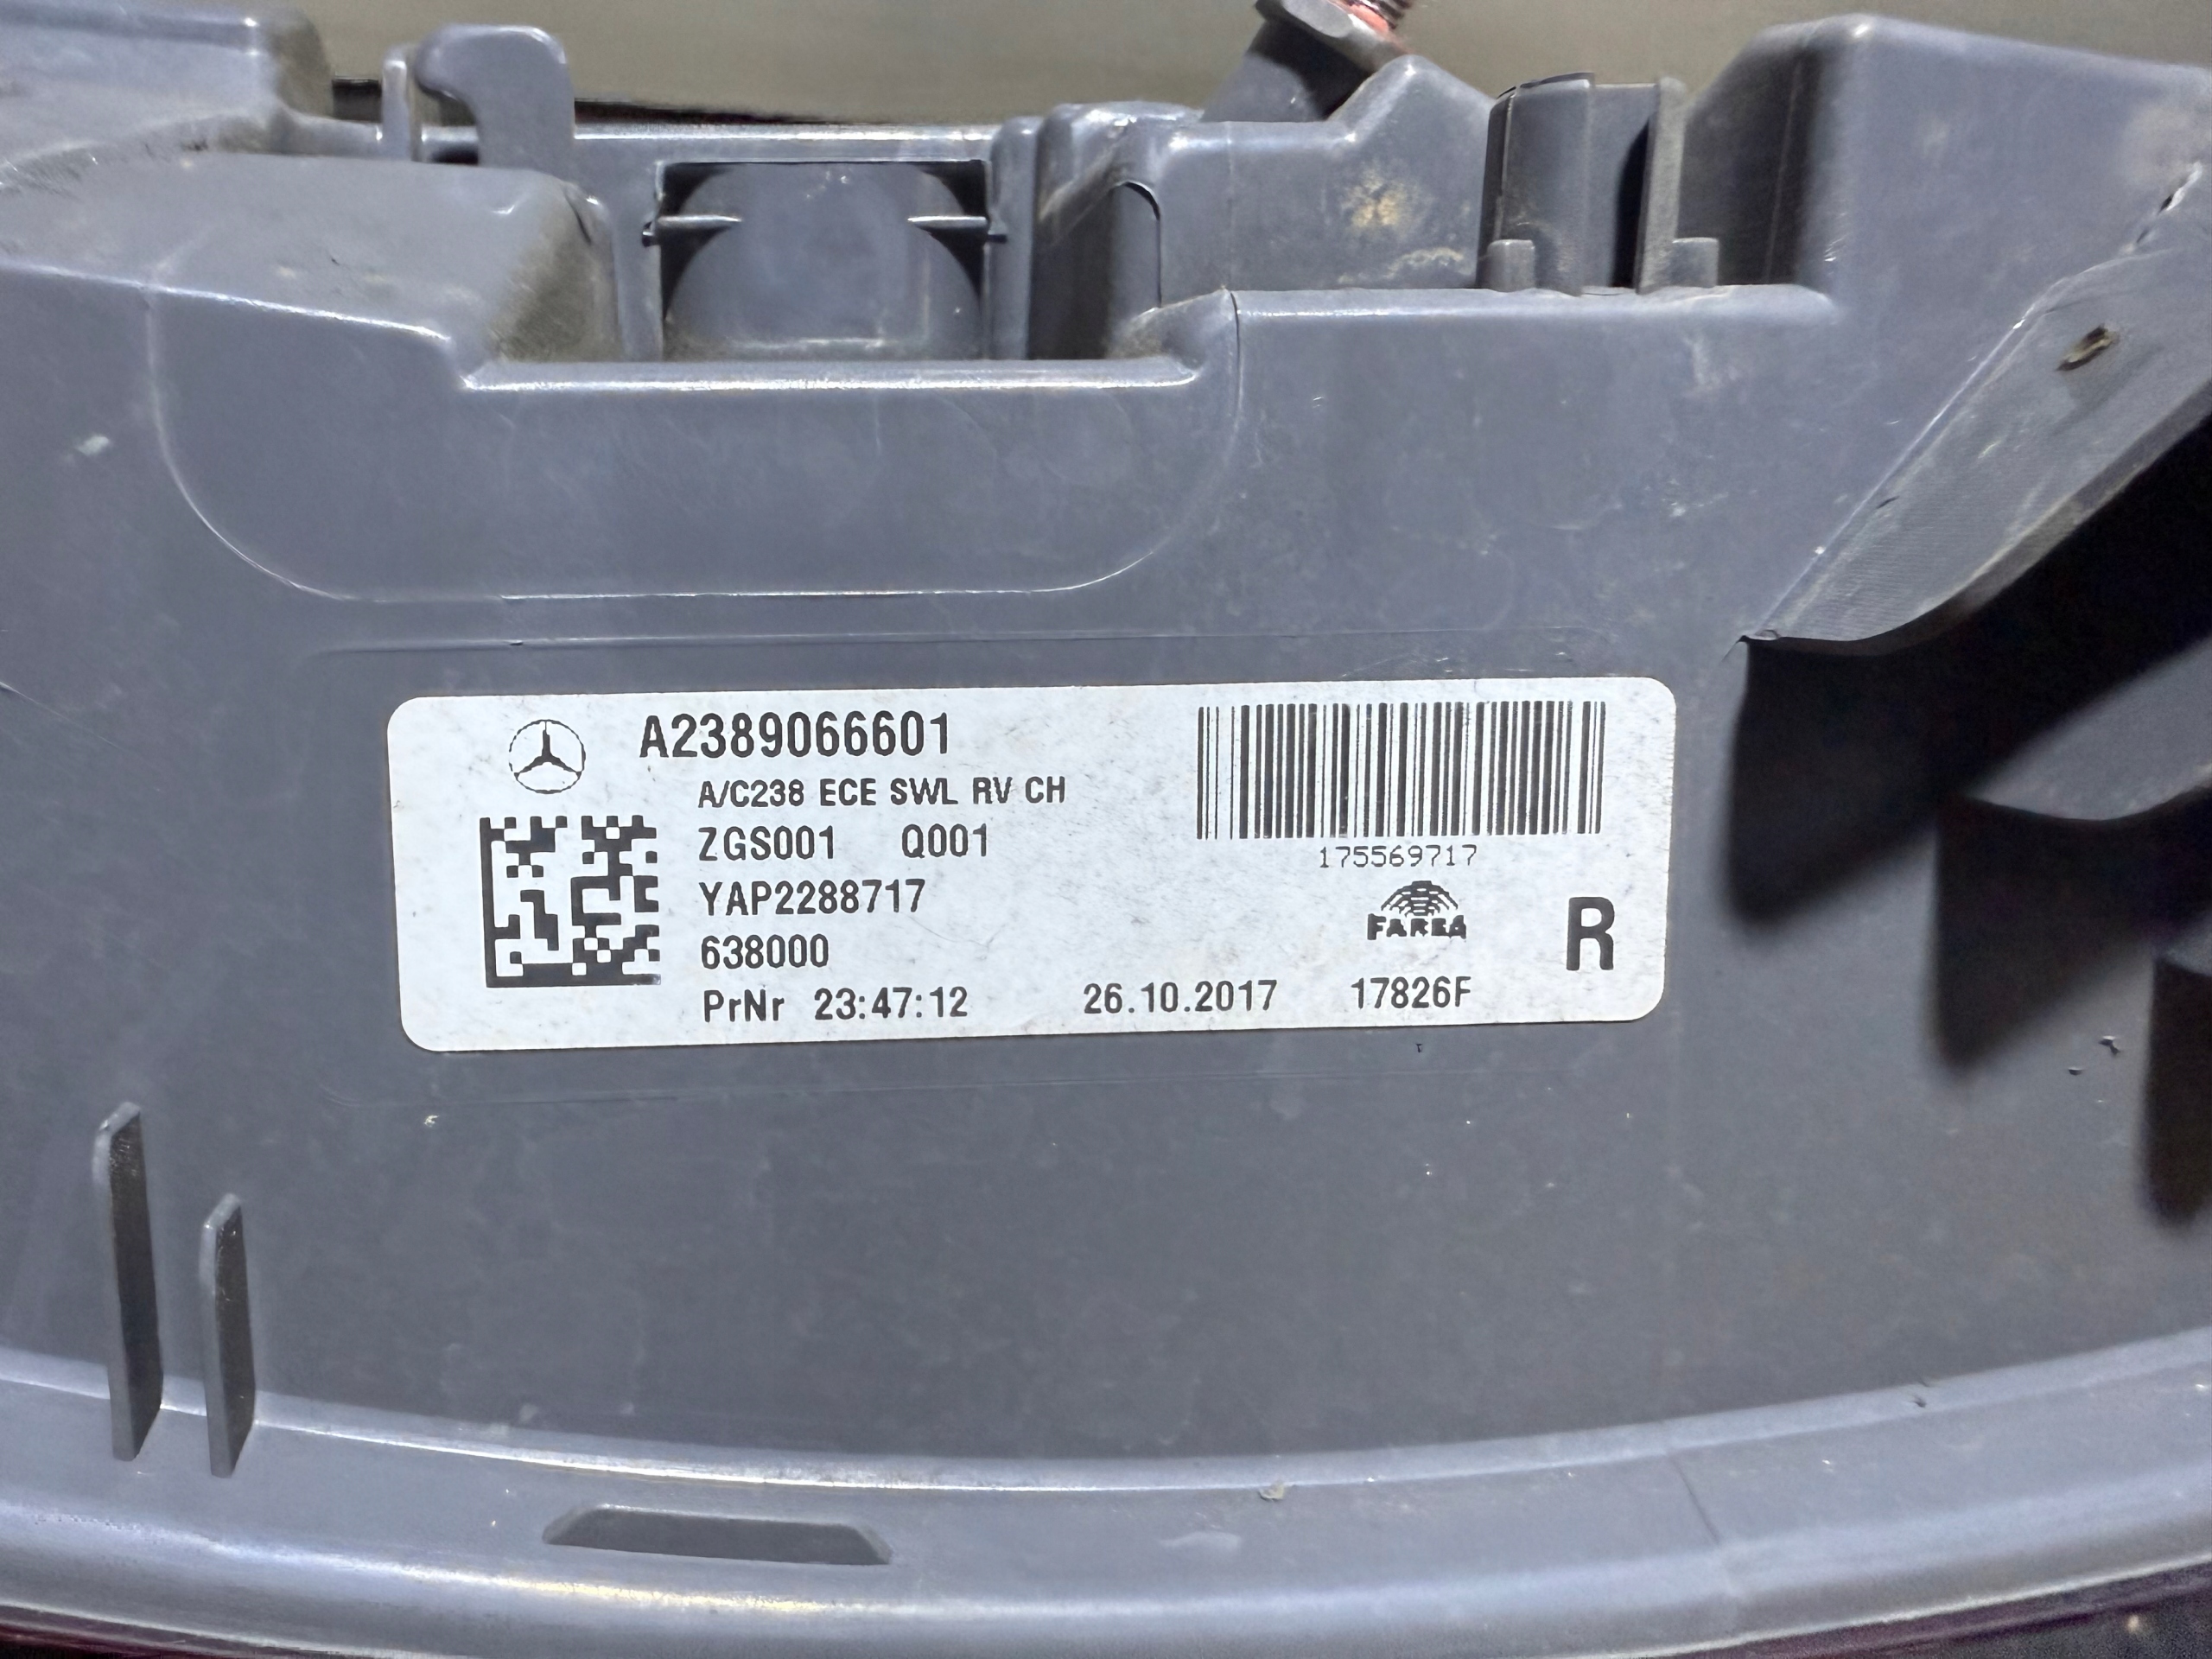 A2389066601
A/C238 ECE SWL RV CH
ZGS001 Q001
YAP2288717
638000
PrNr 23:47:12 26.10.2017 17826F
175569717
FAREA
R